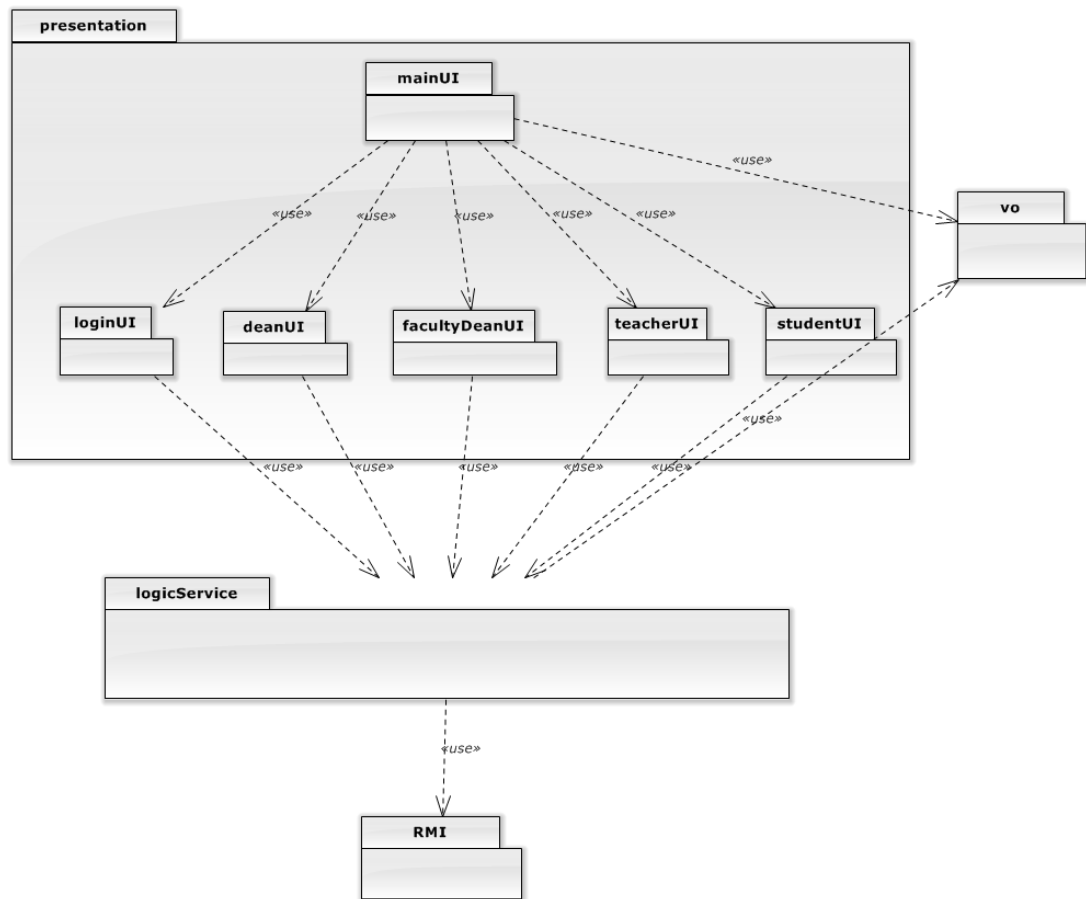 presentation
mainUI
«use»
vo
«use» «use» «use» «use» «use»
loginUI deanUI facultyDeanUI teacherUI studentUI
«use»
«use» «use» «use» «use» «use»
logicService
«use»
RMI